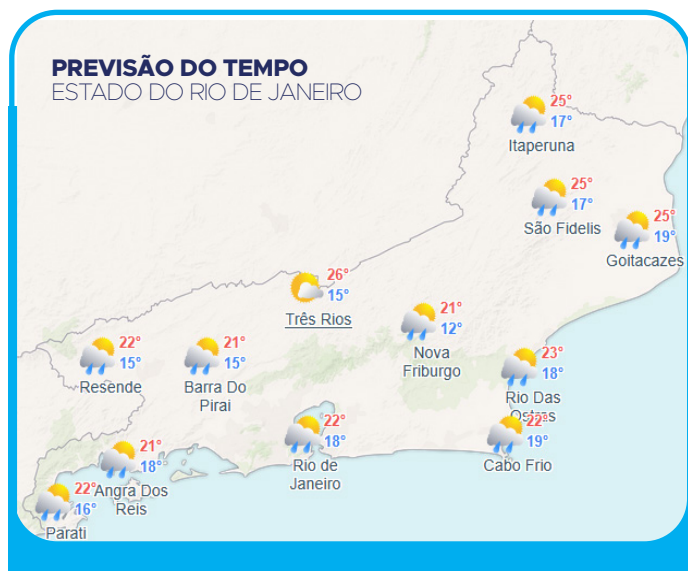 PREVISÃO DO TEMPO
ESTADO DO RIO DE JANEIRO
25°
17°
Itaperuna
25°
17°
São Fidelis
25°
19°
Goitacazes
26°
15°
Três Rios
21°
12°
Nova
Friburgo
22°
15°
Resende
21°
15°
Barra Do
Pirai
23°
18°
Rio Das
Ostras
22°
18°
Rio de
Janeiro
22°
19°
Cabo Frio
21°
18°
Angra Dos
Reis
22°
16°
Parati